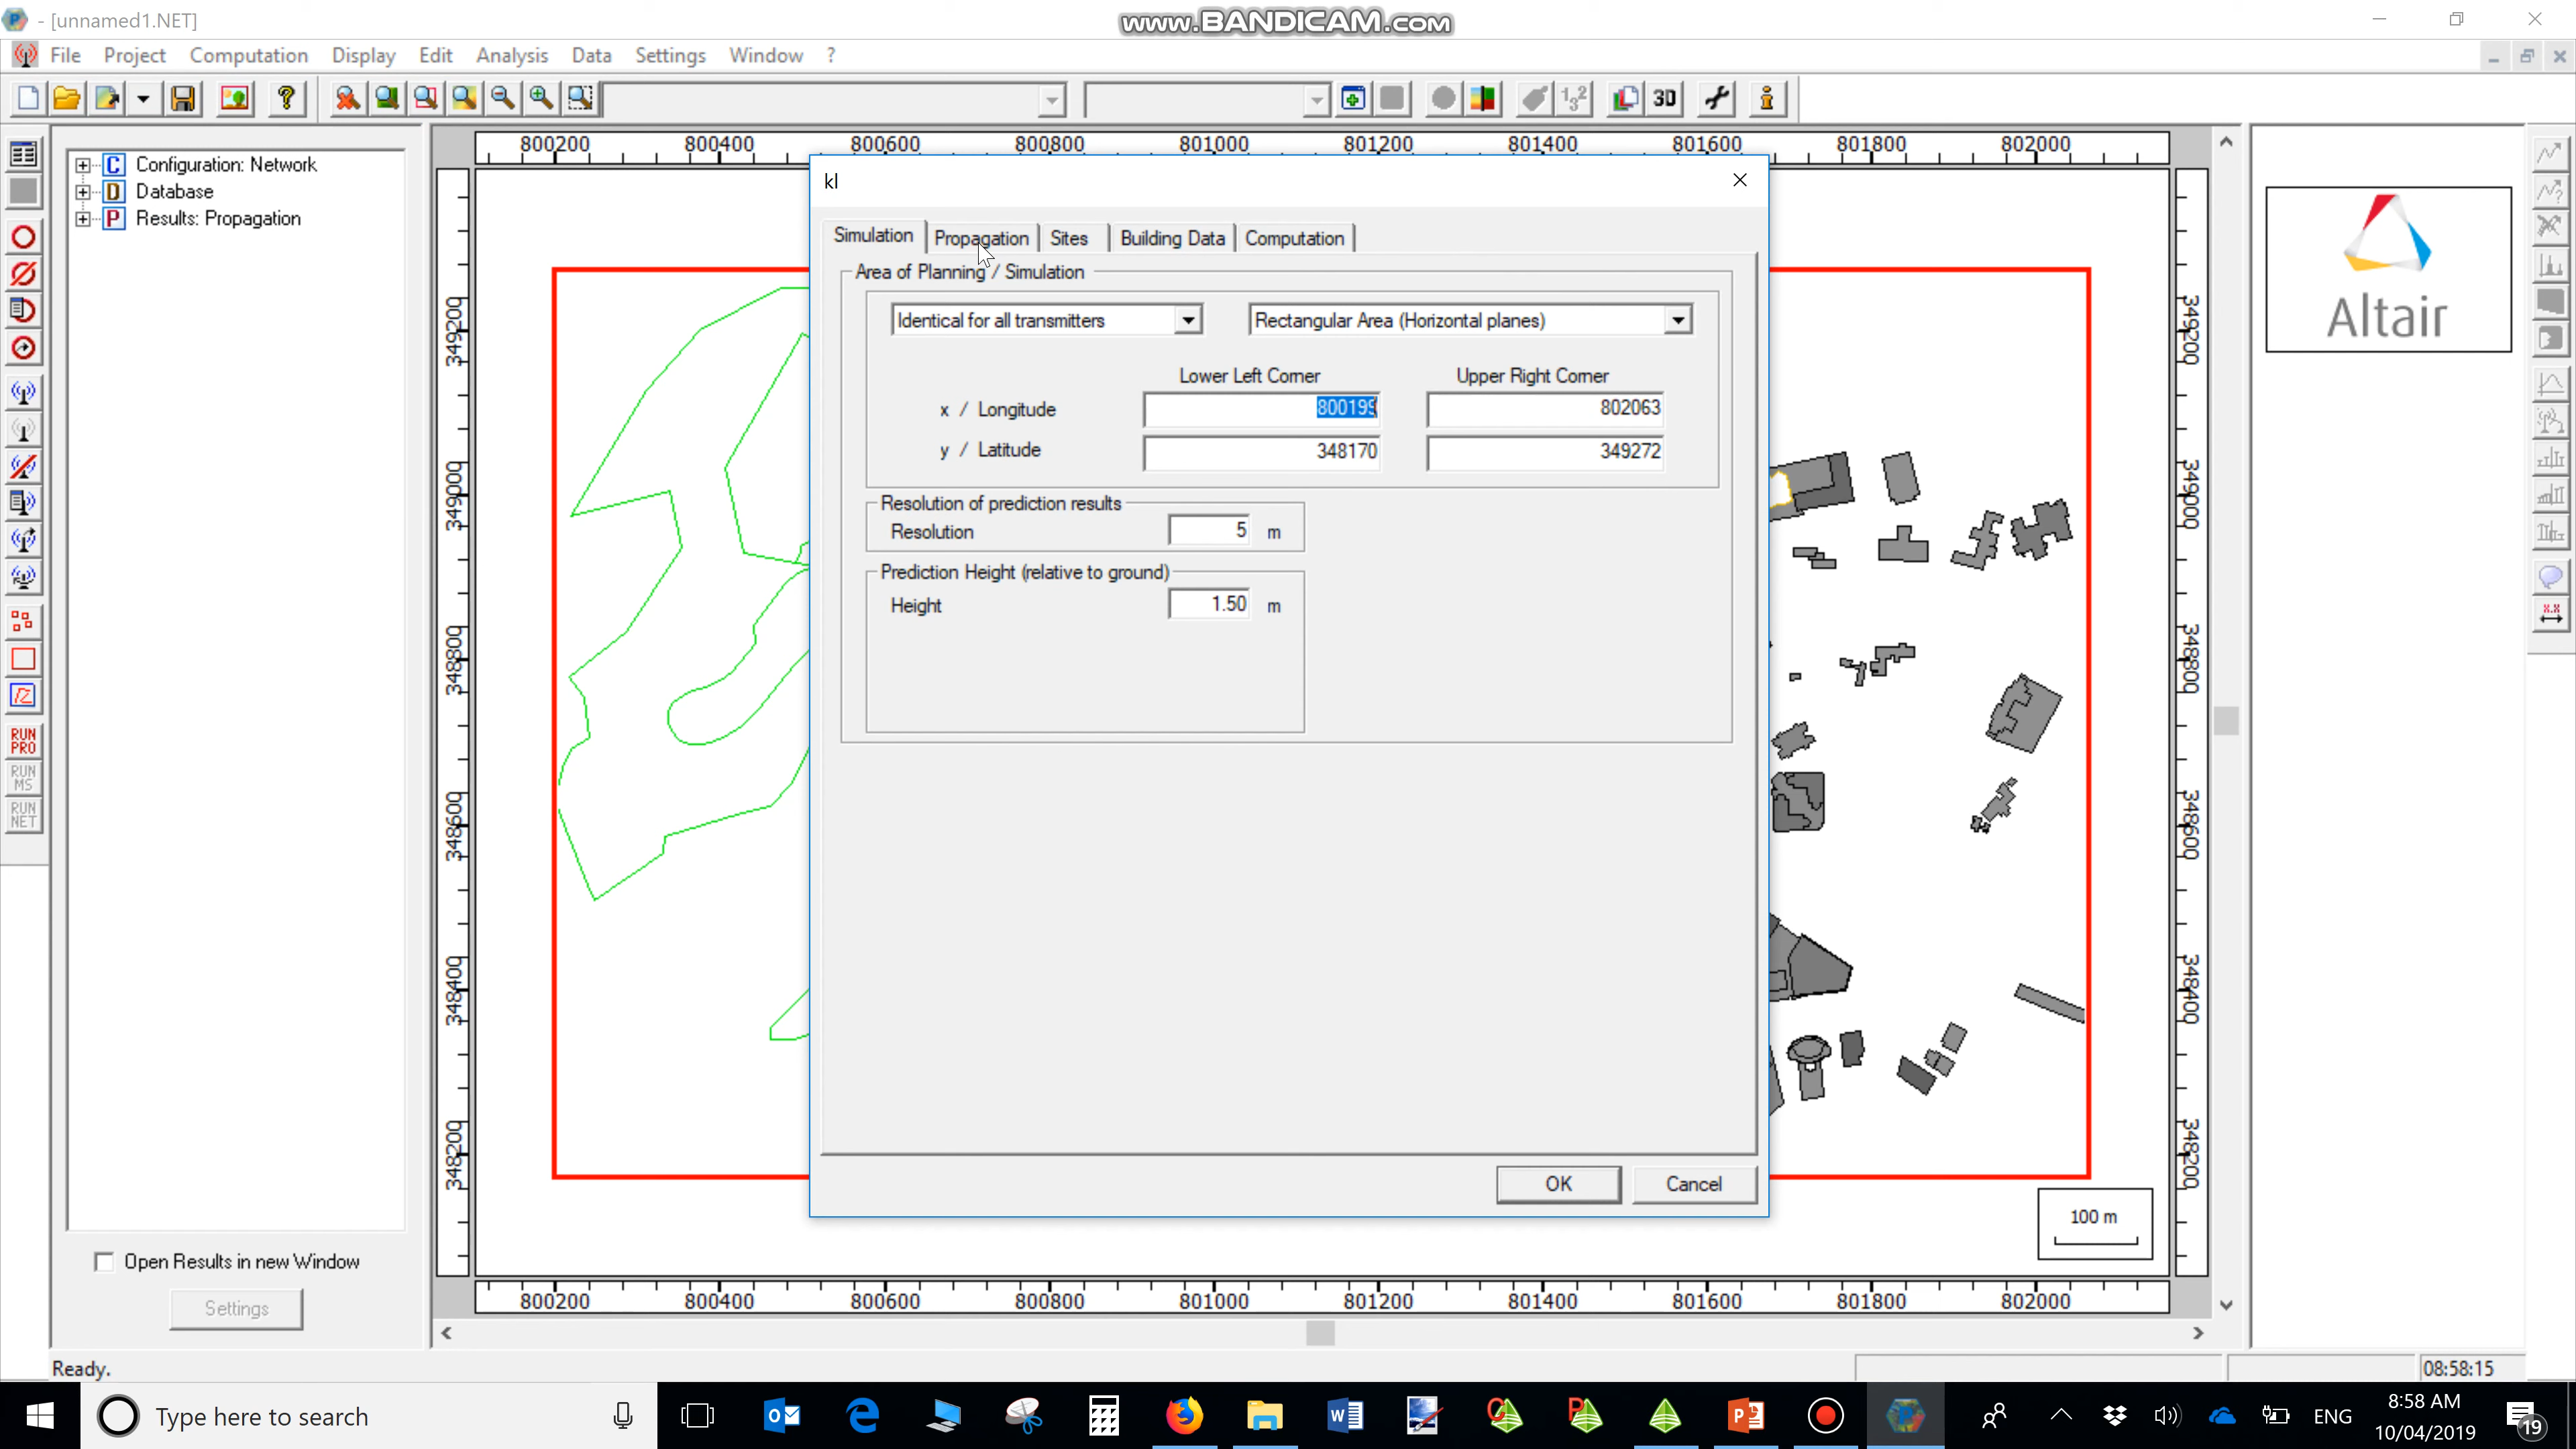 - [unnamed1.NET]
www.BANDICAM.com
File Project Computation Display Edit Analysis Data Settings Window ?
3D
C Configuration: Network
D Database
P Results: Propagation
RUN PRO
RUN MS
RUN NET
Open Results in new Window
Settings
800200 800400 800600 800800 801000 801200 801400 801600 801800 802000
349200
349000
348800
348600
348400
348200
kl
Simulation Propagation Sites Building Data Computation
Area of Planning / Simulation
Identical for all transmitters Rectangular Area (Horizontal planes)
Lower Left Corner Upper Right Corner
x / Longitude 800199 802063
y / Latitude 348170 349272
Resolution of prediction results
Resolution 5 m
Prediction Height (relative to ground)
Height 1.50 m
OK Cancel
349200
349000
348800
348600
348400
348200
100 m
800200 800400 800600 800800 801000 801200 801400 801600 801800 802000
Altair
Ready.
08:58:15
Type here to search
ENG
8:58 AM
10/04/2019
19